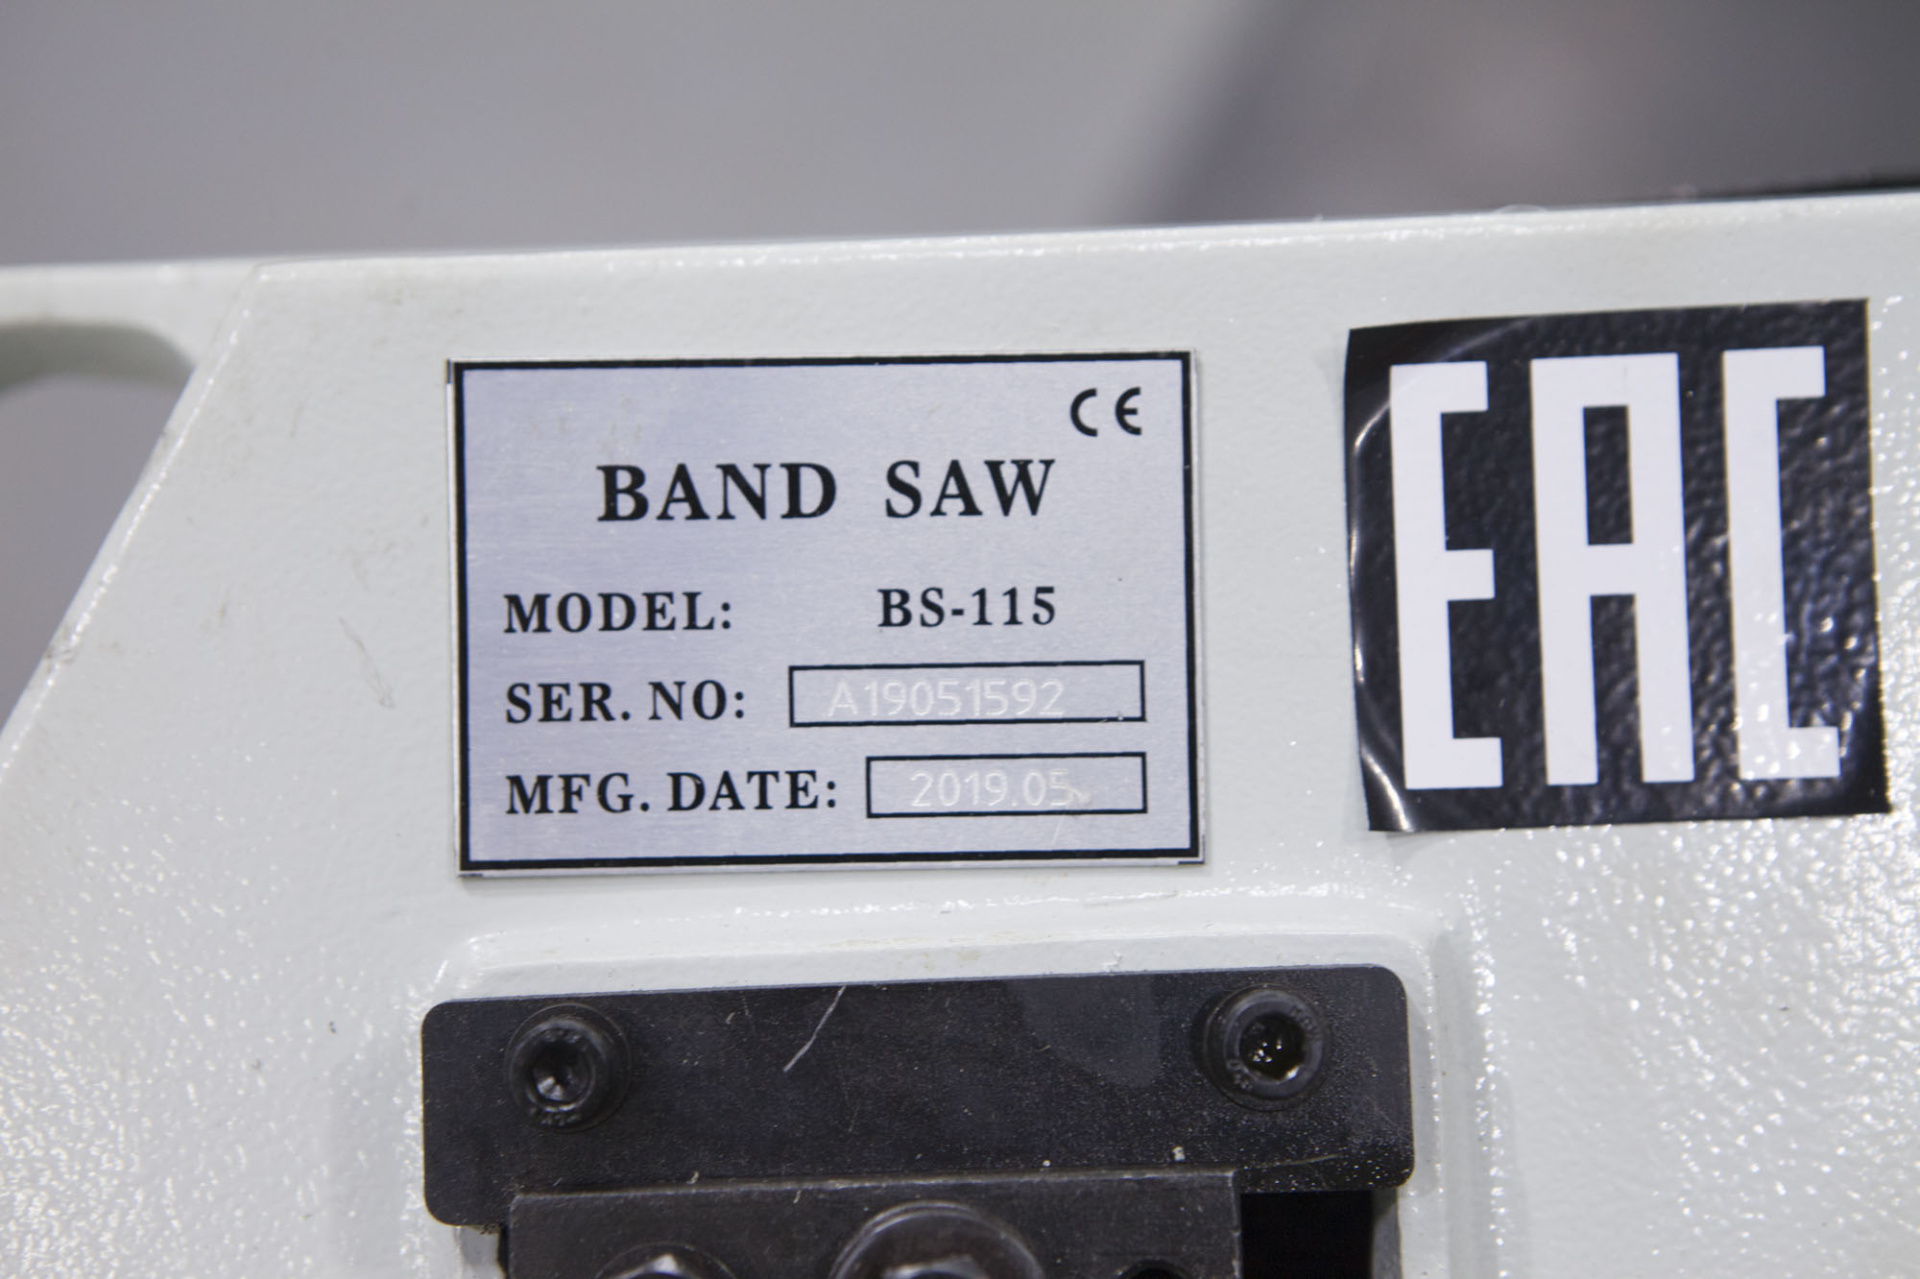 CE
BAND SAW
MODEL: BS-115
SER. NO: A19051592
MFG. DATE: 2019.05
EAC